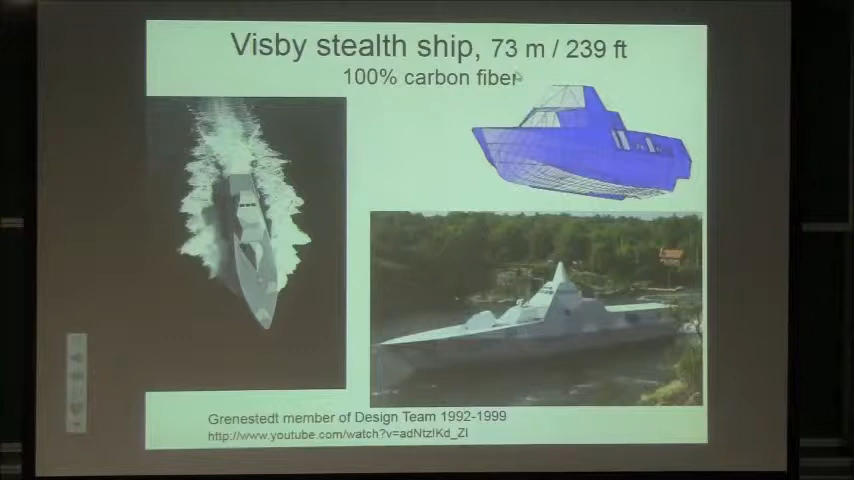 Visby stealth ship, 73 m / 239 ft
100% carbon fiber
Grenestedt member of Design Team 1992-1999
http://www.youtube.com/watch?v=adNtzIKd_ZI